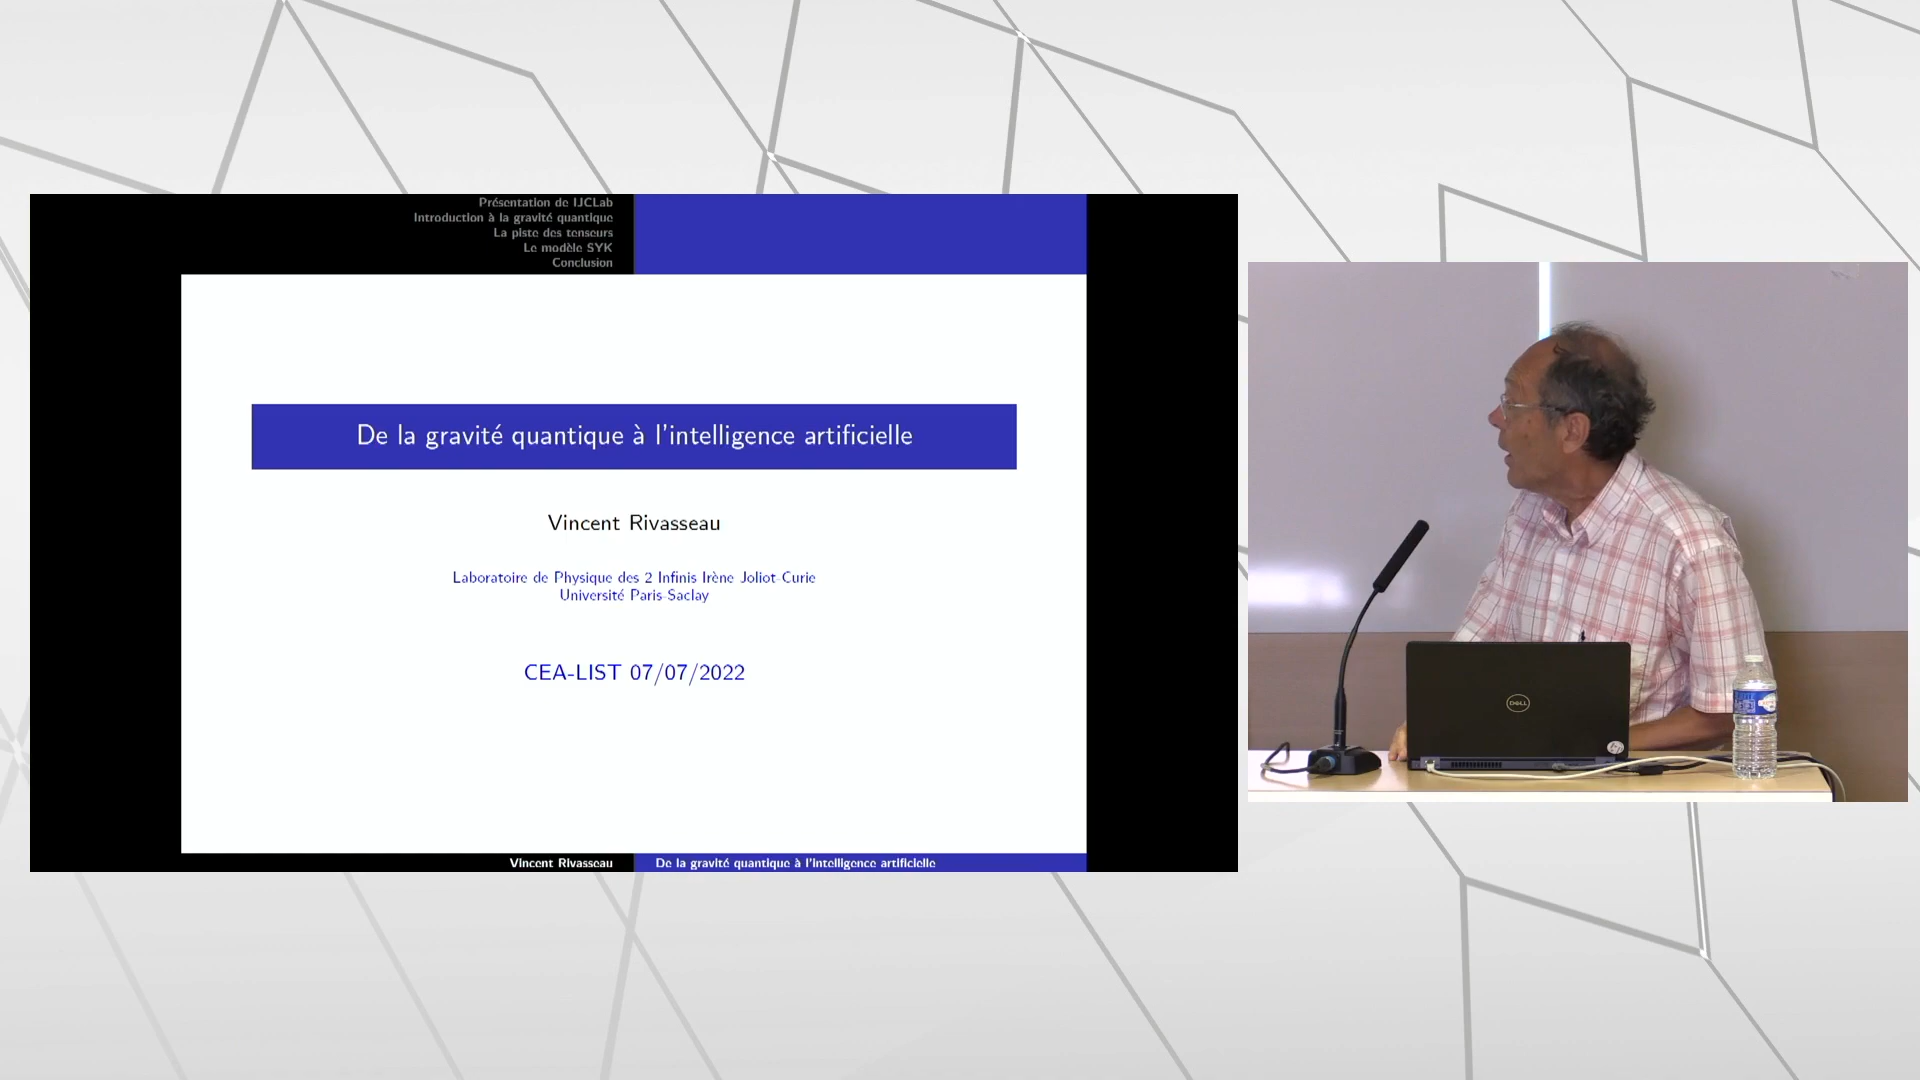 Présentation de IJCLab
Introduction à la gravité quantique
La piste des tenseurs
Le modèle SYK
Conclusion
De la gravité quantique à l'intelligence artificielle
Vincent Rivasseau
Laboratoire de Physique des 2 Infinis Irène Joliot-Curie
Université Paris-Saclay
CEA-LIST 07/07/2022
Vincent Rivasseau
De la gravité quantique à l'intelligence artificielle
DELL